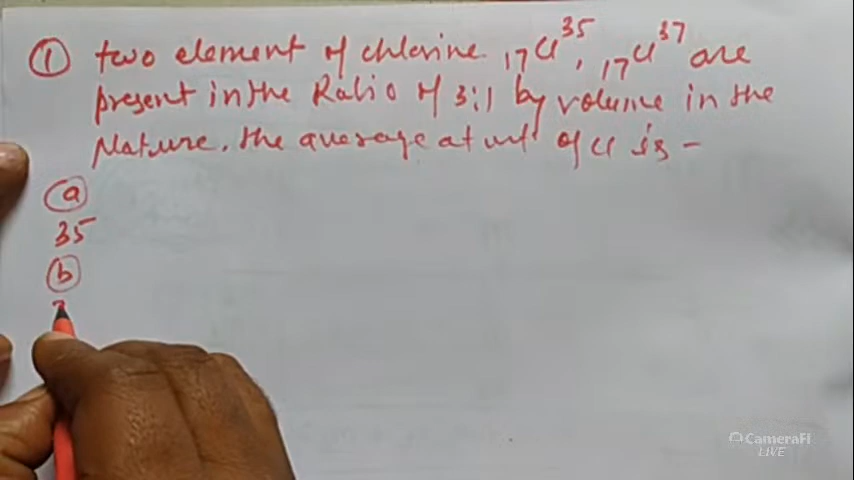 ① two element of chlorine ₁₇Cl³⁵, ₁₇Cl³⁷ are
present in the Ratio of 3:1 by volume in the
Nature. the average at wt. of Cl is -
ⓐ
35
ⓑ
CameraFi
LIVE